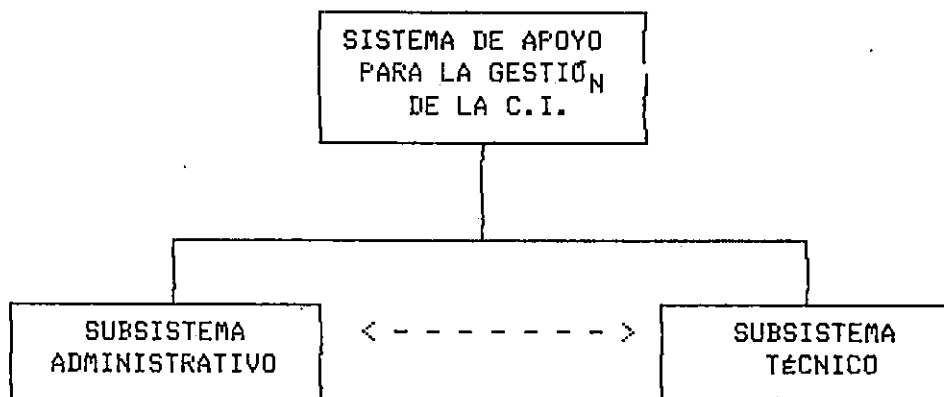 SISTEMA DE APOYO
PARA LA GESTIÓN
DE LA C.I.
SUBSISTEMA
ADMINISTRATIVO
< - - - - - - >
SUBSISTEMA
TÉCNICO